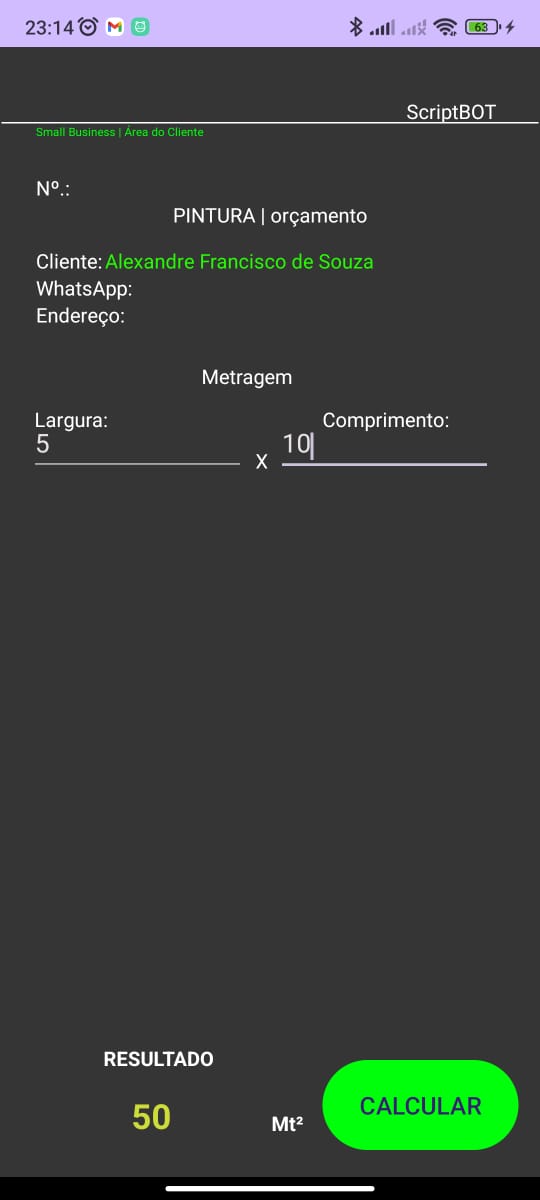 23:14
63
ScriptBOT
Small Business | Área do Cliente
Nº.:
PINTURA | orçamento
Cliente: Alexandre Francisco de Souza
WhatsApp:
Endereço:
Metragem
Largura: Comprimento:
5 X 10
RESULTADO
50 Mt²
CALCULAR